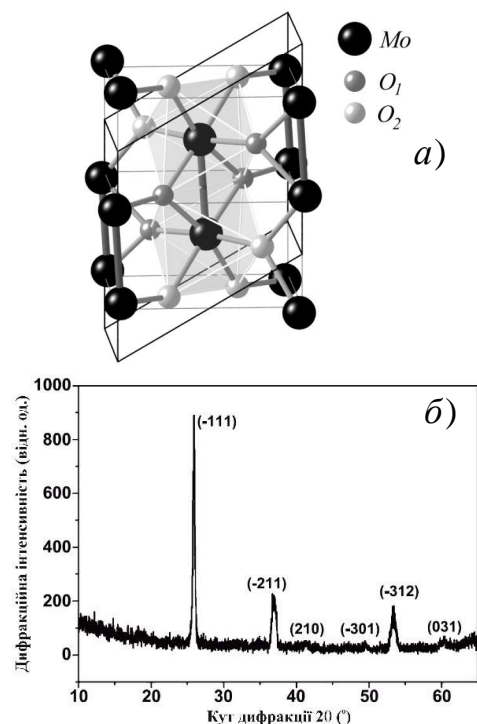 Mo
O₁
O₂
а)
б)
1000
800
600
400
200
0
Дифракційна інтенсивність (відн. од.)
(-111)
(-211)
(210)
(-301)
(-312)
(031)
10 20 30 40 50 60
Кут дифракції 2θ (°)